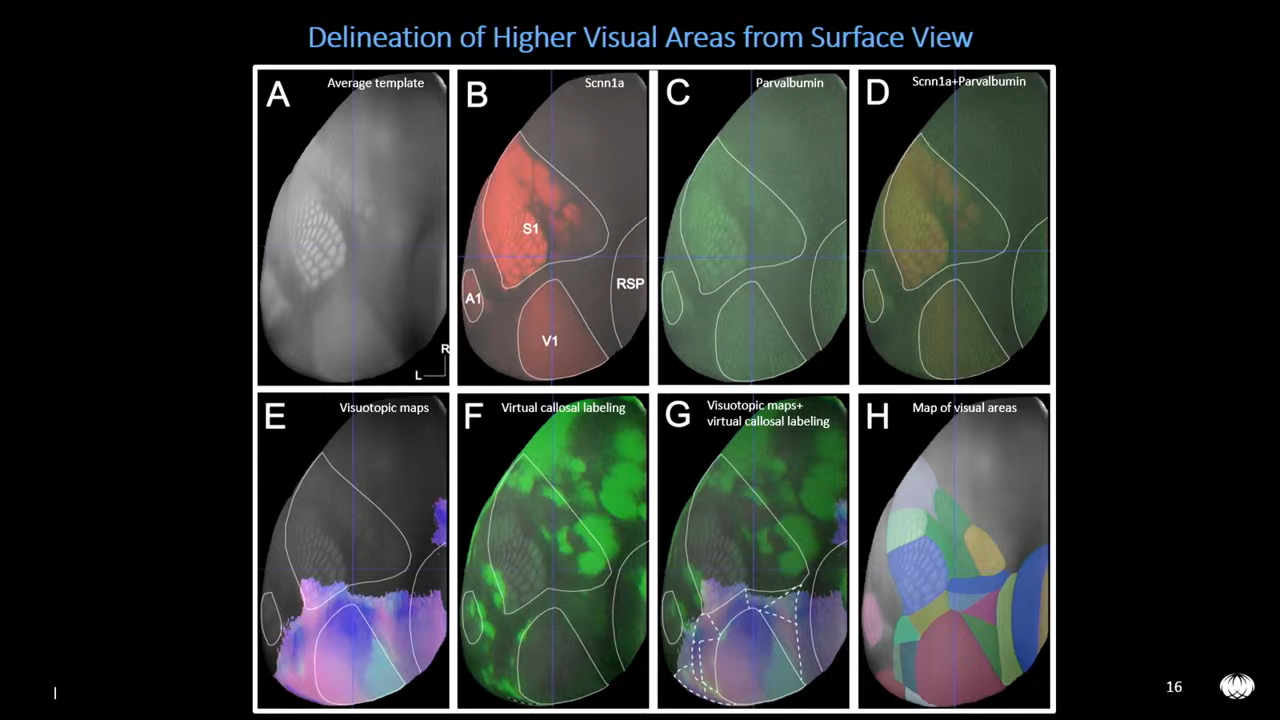 Delineation of Higher Visual Areas from Surface View
A
Average template
B
Scnn1a
C
Parvalbumin
D
Scnn1a+Parvalbumin
S1
A1
RSP
V1
R
L
E
Visuotopic maps
F
Virtual callosal labeling
G
Visuotopic maps+
virtual callosal labeling
H
Map of visual areas
|
16